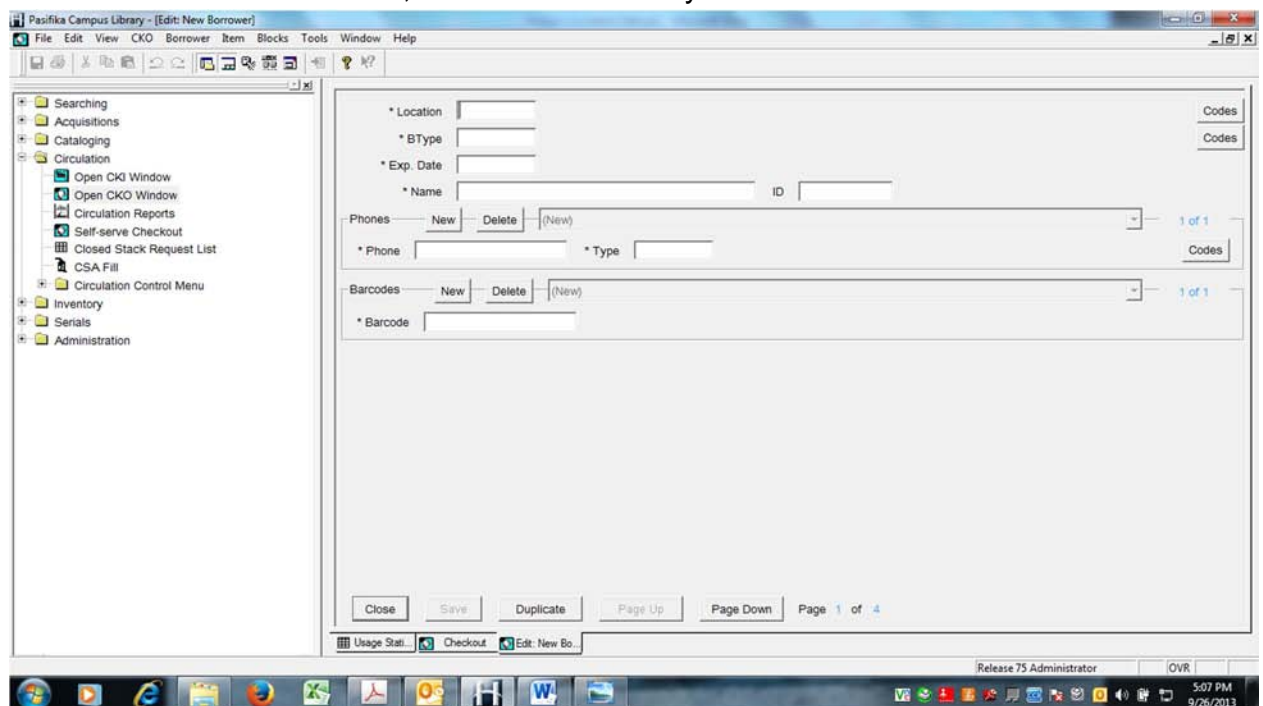 Pasifika Campus Library - [Edit: New Borrower]
File Edit View CKO Borrower Item Blocks Tools Window Help
Searching
Acquisitions
Cataloging
Circulation
Open CKI Window
Open CKO Window
Circulation Reports
Self-serve Checkout
Closed Stack Request List
CSA Fill
Circulation Control Menu
Inventory
Serials
Administration
* Location Codes
* BType Codes
* Exp. Date
* Name ID
Phones New Delete (New) 1 of 1
* Phone * Type Codes
Barcodes New Delete (New) 1 of 1
* Barcode
Close Save Duplicate Page Up Page Down Page 1 of 4
Usage Stati... Checkout Edit: New Bo...
Release 75 Administrator OVR
5:07 PM
9/26/2013